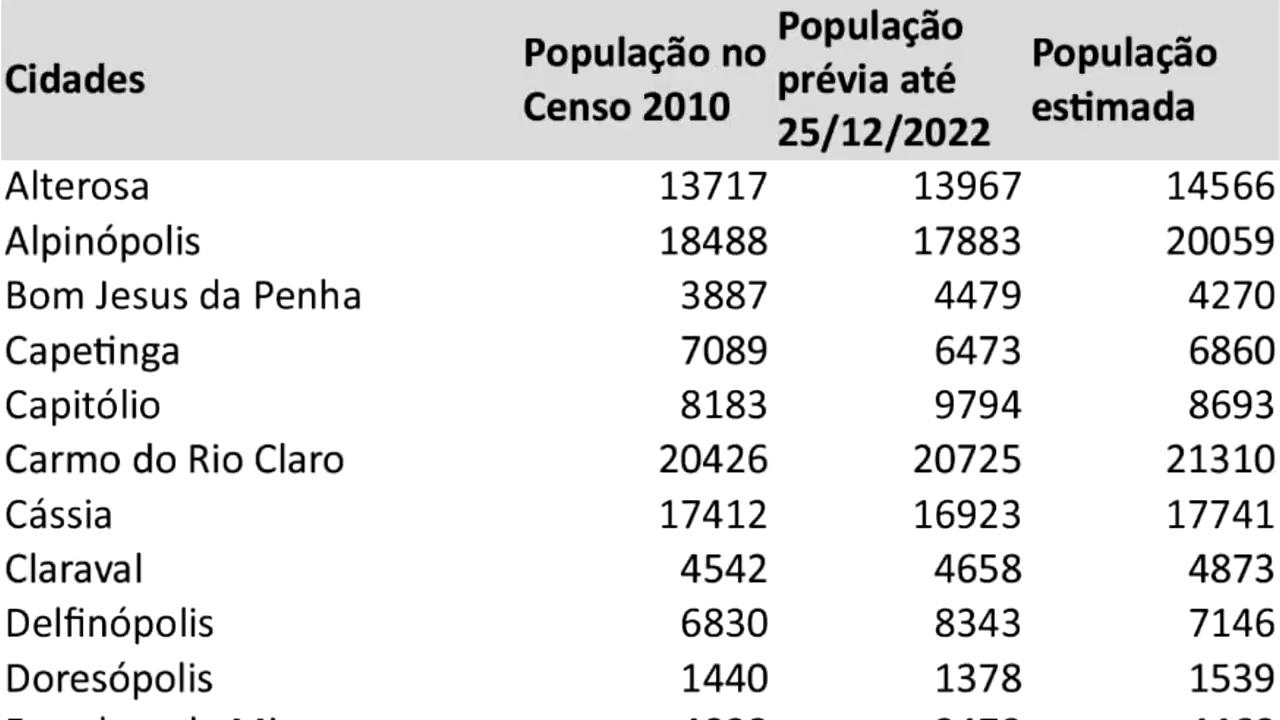 Cidades População no Censo 2010 População prévia até 25/12/2022 População estimada
Alterosa 13717 13967 14566
Alpinópolis 18488 17883 20059
Bom Jesus da Penha 3887 4479 4270
Capetinga 7089 6473 6860
Capitólio 8183 9794 8693
Carmo do Rio Claro 20426 20725 21310
Cássia 17412 16923 17741
Claraval 4542 4658 4873
Delfinópolis 6830 8343 7146
Doresópolis 1440 1378 1539